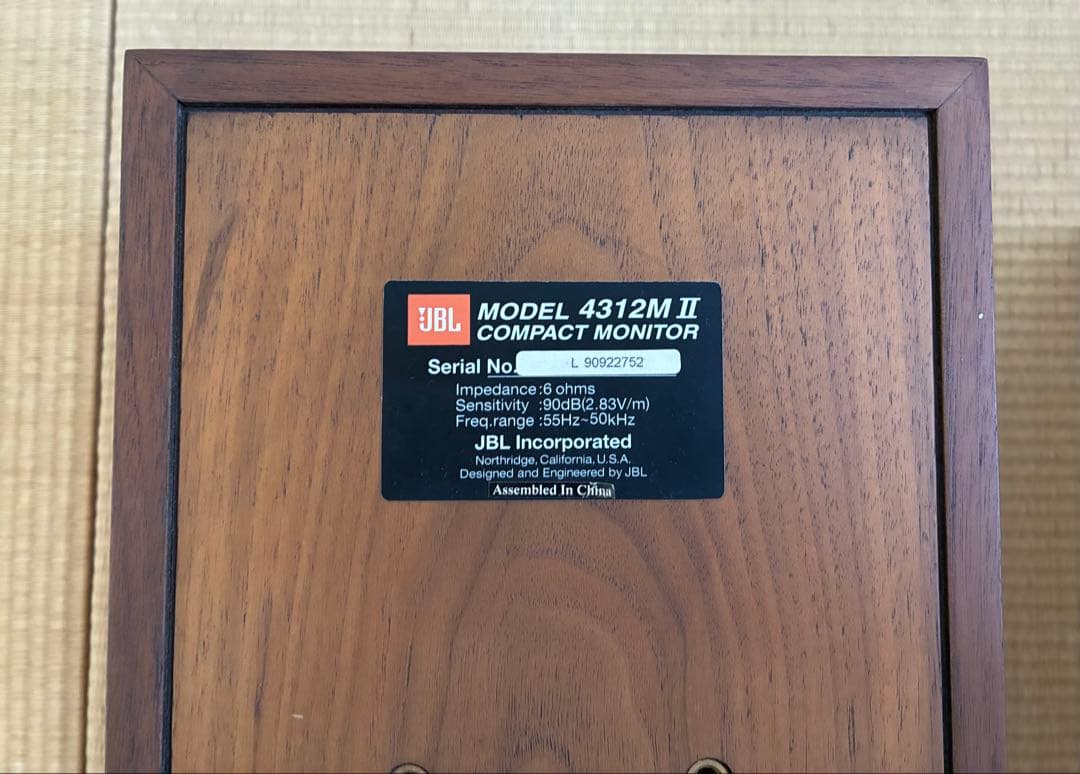 JBL
MODEL 4312M II
COMPACT MONITOR
Serial No. L 90922752
Impedance:6 ohms
Sensitivity :90dB(2.83V/m)
Freq.range :55Hz~50kHz
JBL Incorporated
Northridge, California, U.S.A.
Designed and Engineered by JBL
Assembled In China